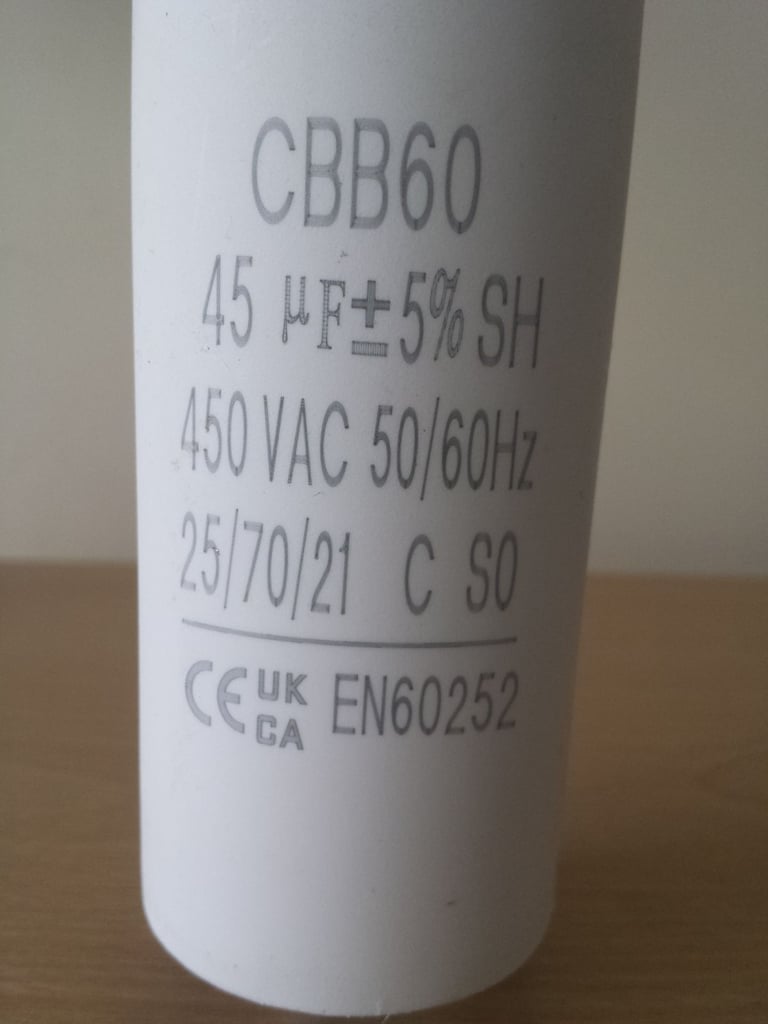 CBB60
45 µF±5% SH
450 VAC 50/60Hz
25/70/21 C S0
CE UK CA EN60252